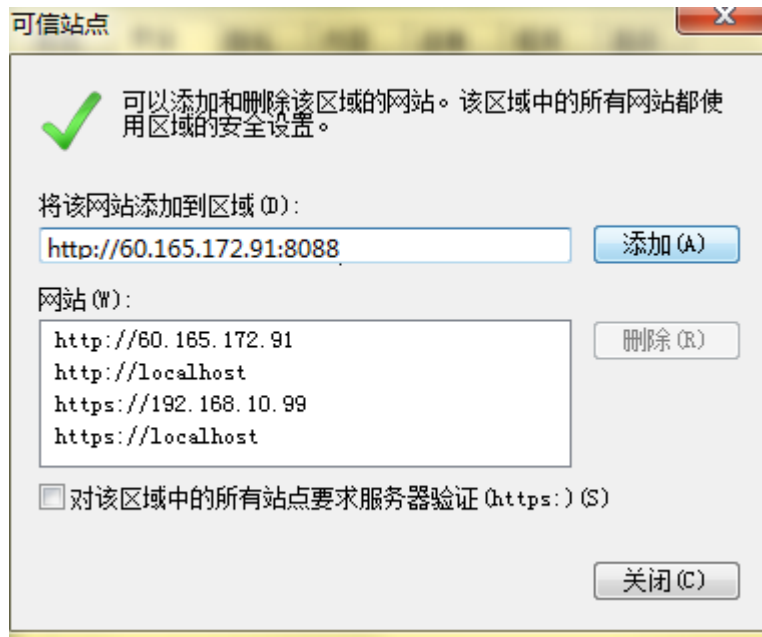 可信站点
可以添加和删除该区域的网站。该区域中的所有网站都使
用区域的安全设置。
将该网站添加到区域(D):
http://60.165.172.91:8088
添加(A)
网站(W):
http://60.165.172.91
删除(R)
http://localhost
https://192.168.10.99
https://localhost
对该区域中的所有站点要求服务器验证(https:)(S)
关闭(C)